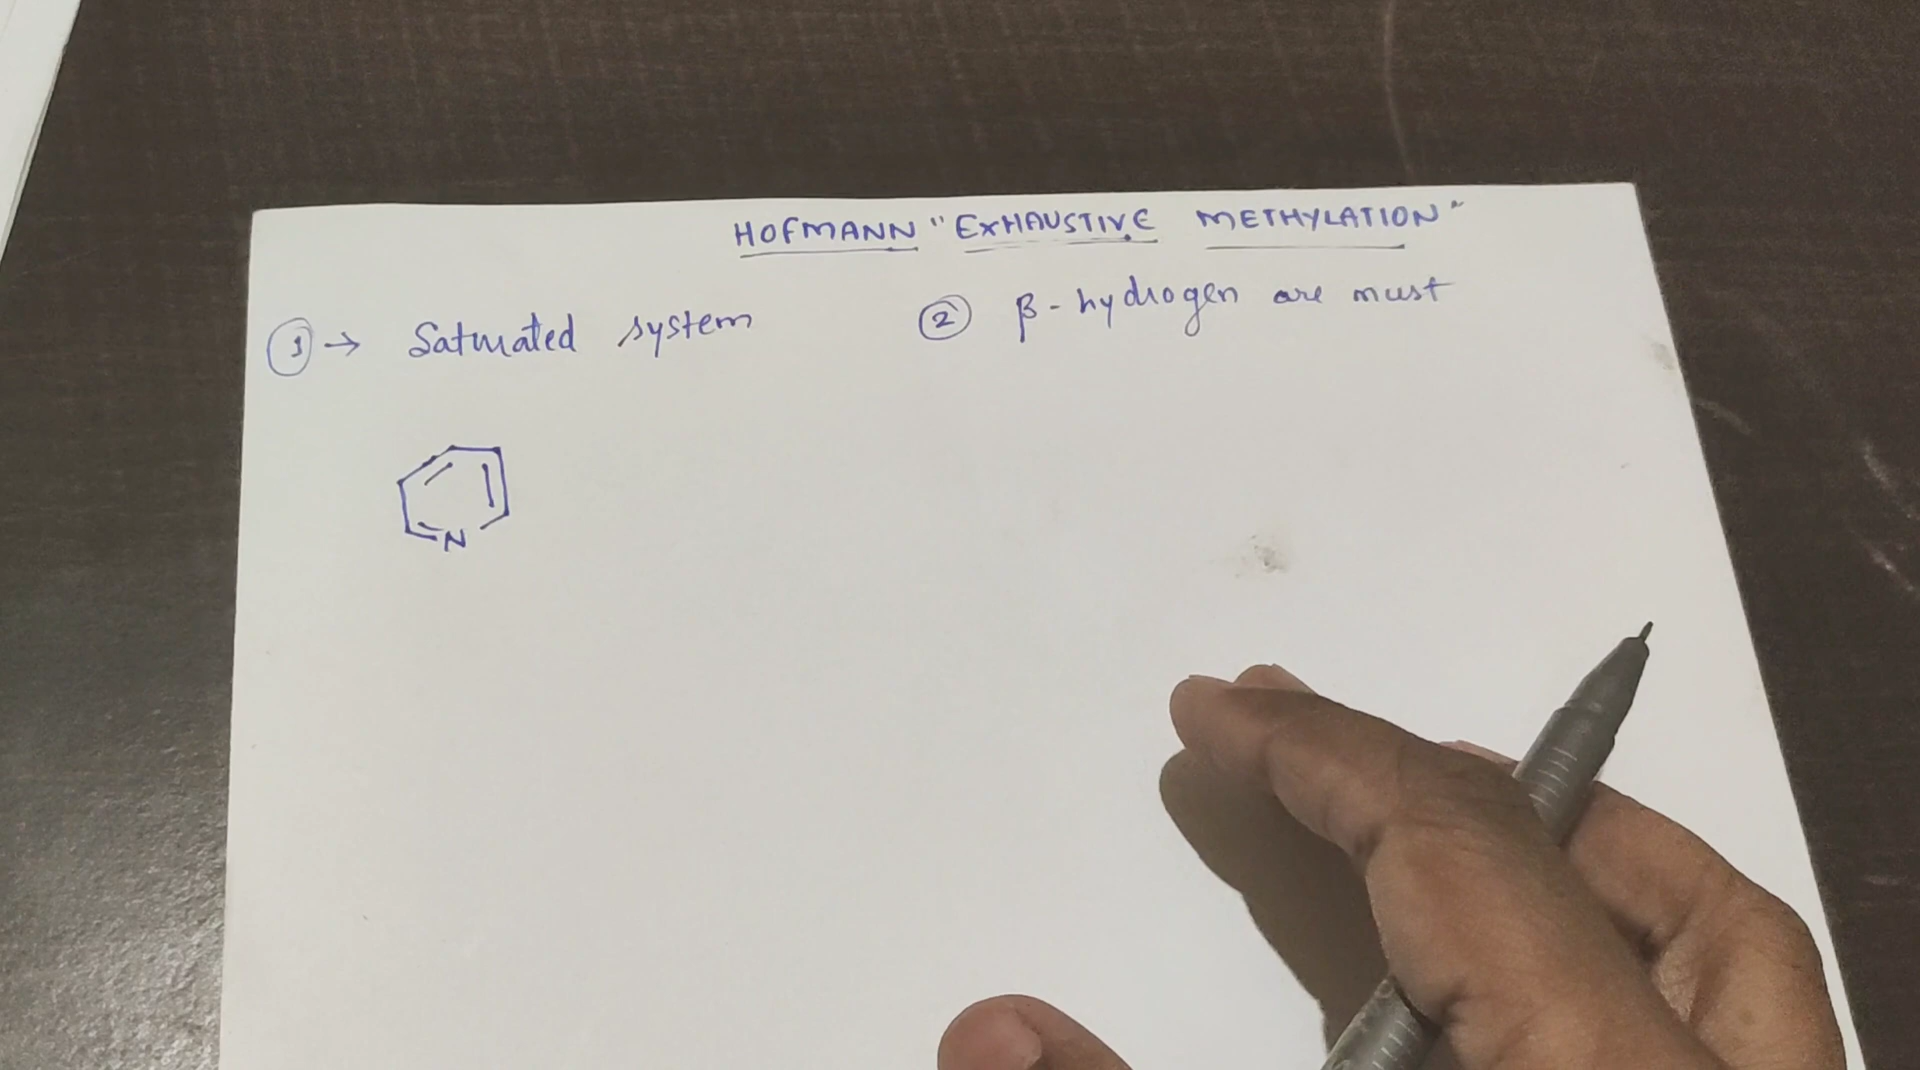 HOFMANN "EXHAUSTIVE METHYLATION"
1 → Saturated system
2 β-hydrogen are must
N